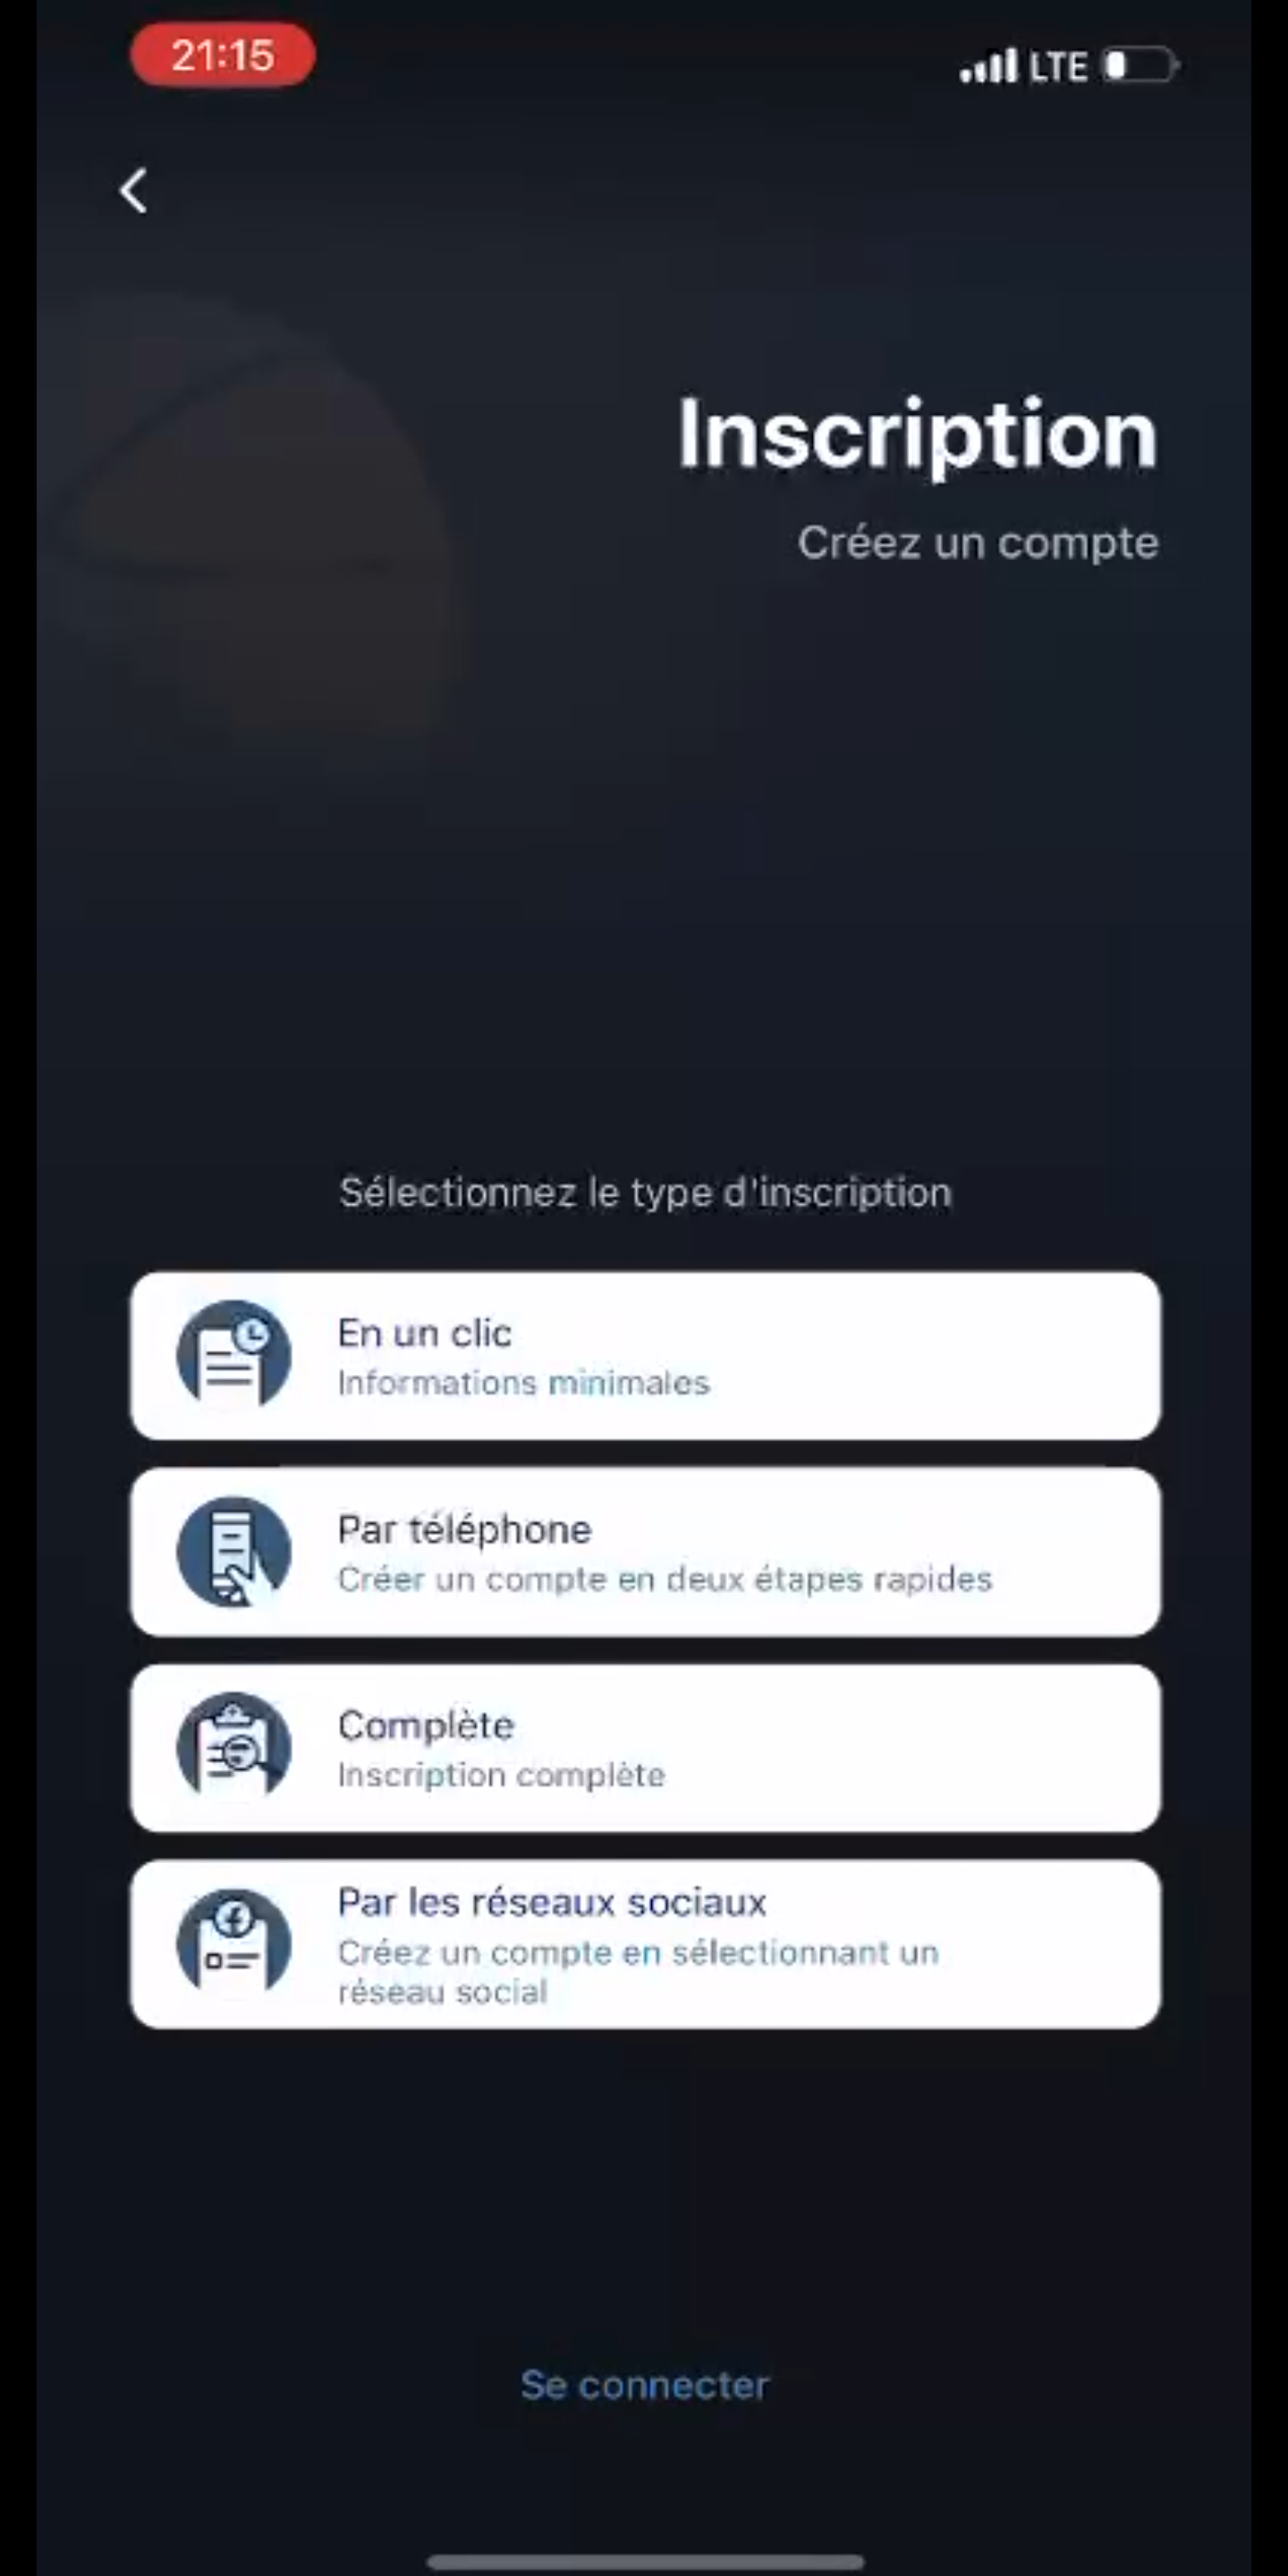 21:15
LTE
Inscription
Créez un compte
Sélectionnez le type d'inscription
En un clic
Informations minimales
Par téléphone
Créer un compte en deux étapes rapides
Complète
Inscription complète
Par les réseaux sociaux
Créez un compte en sélectionnant un
réseau social
Se connecter